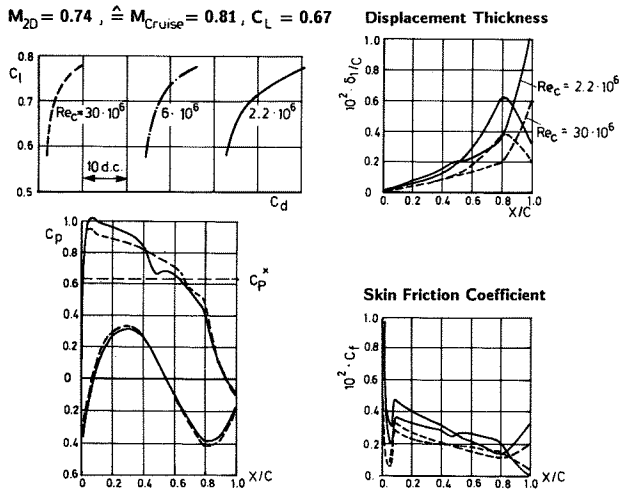 M2D = 0.74 , ≙ MCruise = 0.81, CL = 0.67
Displacement Thickness
Cl
0.8
0.7
0.6
0.5
Rec = 30·10⁶
6·10⁶
2.2·10⁶
10 d.c.
Cd
10²·δ1/C
1.0
0.8
0.6
0.4
0.2
0
0. 0.2 0.4 0.6 0.8 1.0
X/C
Rec = 2.2·10⁶
Rec = 30·10⁶
Cp
1.0
0.8
0.6
0.4
0.2
0
0.2
0.4
0.6
Cp*
0 0.2 0.4 0.6 0.8 1.0 X/C
Skin Friction Coefficient
10²·Cf
1.0
0.8
0.6
0.4
0.2
0.
0. 0.2 0.4 0.6 0.8 1.0
X/C